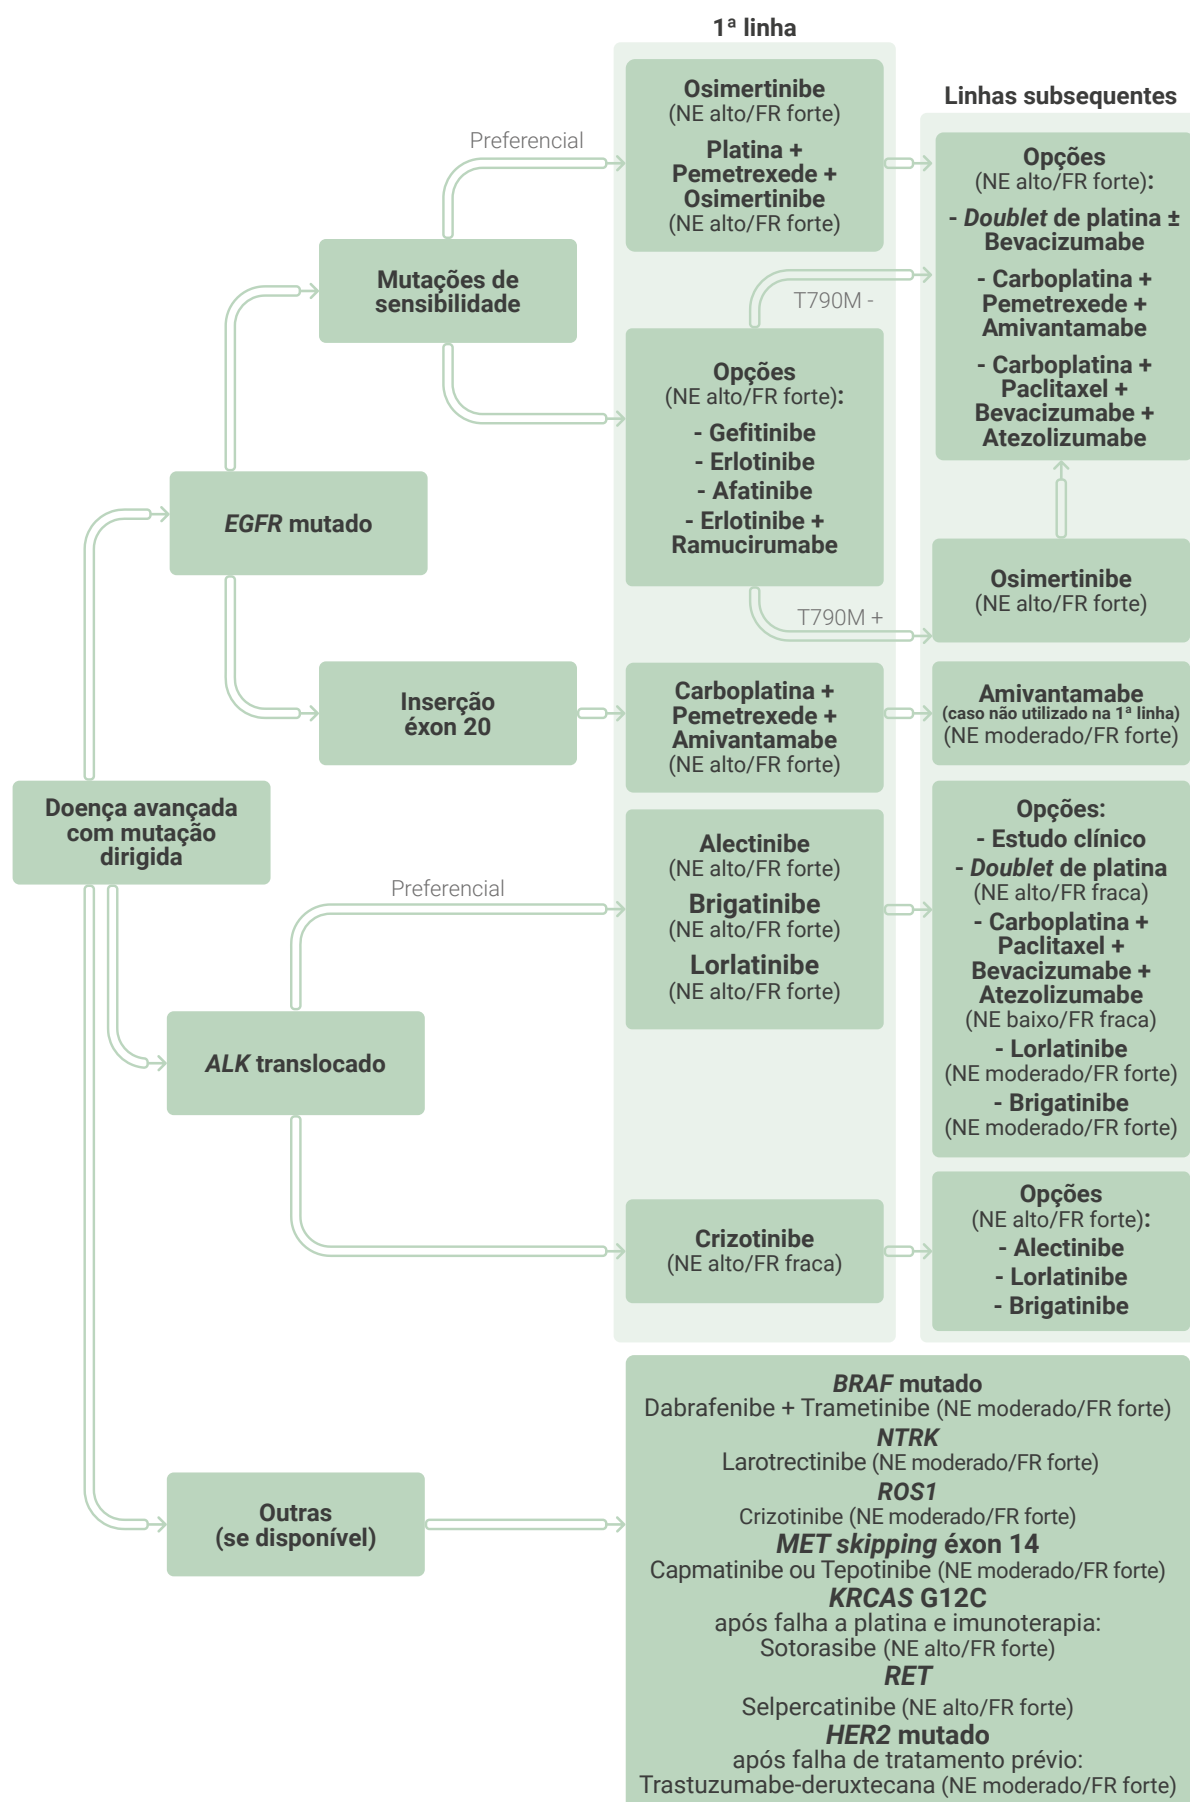 1ª linha
Linhas subsequentes
Preferencial
Osimertinibe
(NE alto/FR forte)
Platina +
Pemetrexede +
Osimertinibe
(NE alto/FR forte)
Opções
(NE alto/FR forte):
- Doublet de platina ±
Bevacizumabe
- Carboplatina +
Pemetrexede +
Amivantamabe
- Carboplatina +
Paclitaxel +
Bevacizumabe +
Atezolizumabe
Mutações de
sensibilidade
T790M -
Opções
(NE alto/FR forte):
- Gefitinibe
- Erlotinibe
- Afatinibe
- Erlotinibe +
Ramucirumabe
EGFR mutado
T790M +
Osimertinibe
(NE alto/FR forte)
Inserção
éxon 20
Carboplatina +
Pemetrexede +
Amivantamabe
(NE alto/FR forte)
Amivantamabe
(caso não utilizado na 1ª linha)
(NE moderado/FR forte)
Doença avançada
com mutação
dirigida
Preferencial
Alectinibe
(NE alto/FR forte)
Brigatinibe
(NE alto/FR forte)
Lorlatinibe
(NE alto/FR forte)
Opções:
- Estudo clínico
- Doublet de platina
(NE alto/FR fraca)
- Carboplatina +
Paclitaxel +
Bevacizumabe +
Atezolizumabe
(NE baixo/FR fraca)
- Lorlatinibe
(NE moderado/FR forte)
- Brigatinibe
(NE moderado/FR forte)
ALK translocado
Crizotinibe
(NE alto/FR fraca)
Opções
(NE alto/FR forte):
- Alectinibe
- Lorlatinibe
- Brigatinibe
Outras
(se disponível)
BRAF mutado
Dabrafenibe + Trametinibe (NE moderado/FR forte)
NTRK
Larotrectinibe (NE moderado/FR forte)
ROS1
Crizotinibe (NE moderado/FR forte)
MET skipping éxon 14
Capmatinibe ou Tepotinibe (NE moderado/FR forte)
KRCAS G12C
após falha a platina e imunoterapia:
Sotorasibe (NE alto/FR forte)
RET
Selpercatinibe (NE alto/FR forte)
HER2 mutado
após falha de tratamento prévio:
Trastuzumabe-deruxtecana (NE moderado/FR forte)